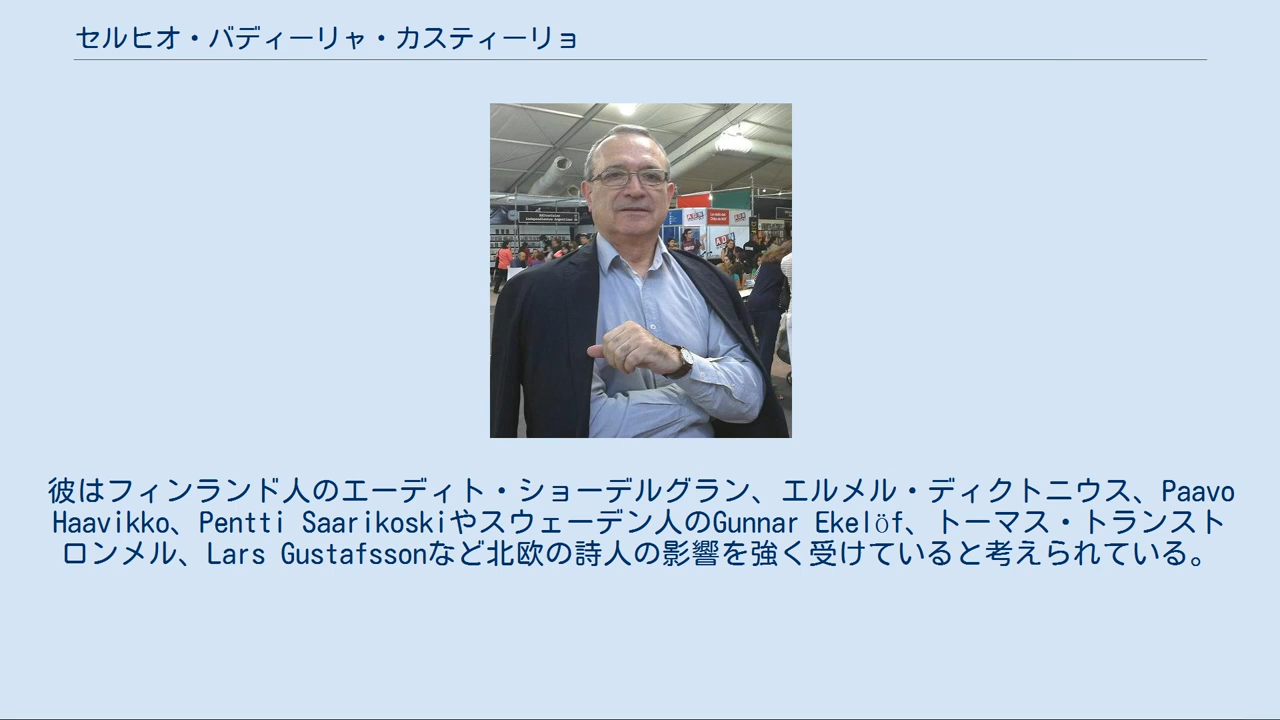 セルヒオ・バディーリャ・カスティーリョ
彼はフィンランド人のエーディト・ショーデルグラン、エルメル・ディクトニウス、Paavo
Haavikko、Pentti Saarikoskiやスウェーデン人のGunnar Ekelöf、トーマス・トランスト
ロンメル、Lars Gustafssonなど北欧の詩人の影響を強く受けていると考えられている。